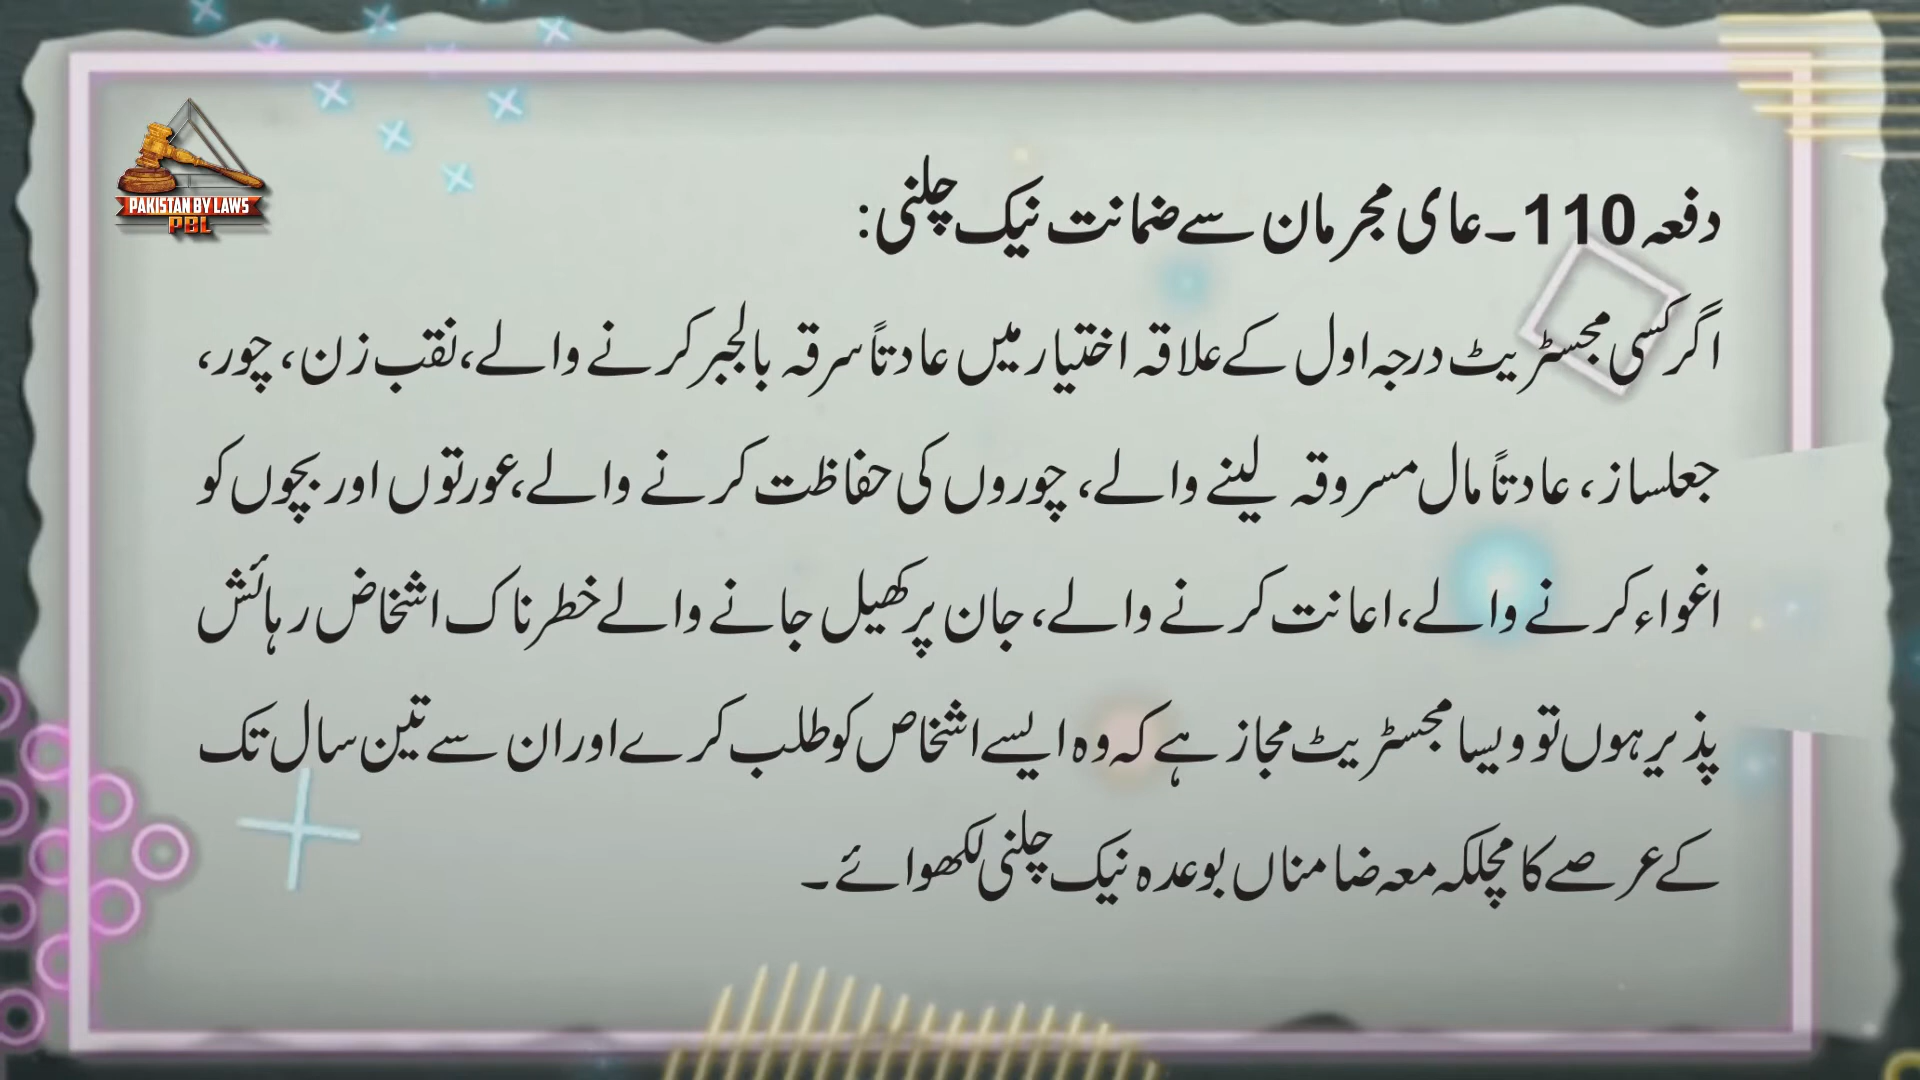 PAKISTAN BY LAWS
PBL
دفعہ 110۔ عای مجرمان سے ضمانت نیک چلنی:
اگر کسی مجسٹریٹ درجہ اول کے علاقہ اختیار میں عادتاً سرقہ بالجبر کرنے والے، نقب زن، چور،
جعلساز، عادتاً مال مسروقہ لینے والے، چوروں کی حفاظت کرنے والے، عورتوں اور بچوں کو
اغواء کرنے والے، اعانت کرنے والے، جان پر کھیل جانے والے خطرناک اشخاض رہائش
پذیر ہوں تو ویسا مجسٹریٹ مجاز ہے کہ وہ ایسے اشخاص کو طلب کرے اور ان سے تین سال تک
کے عرصے کا مچلکہ معہ ضامناں بوعدہ نیک چلنی لکھوائے۔